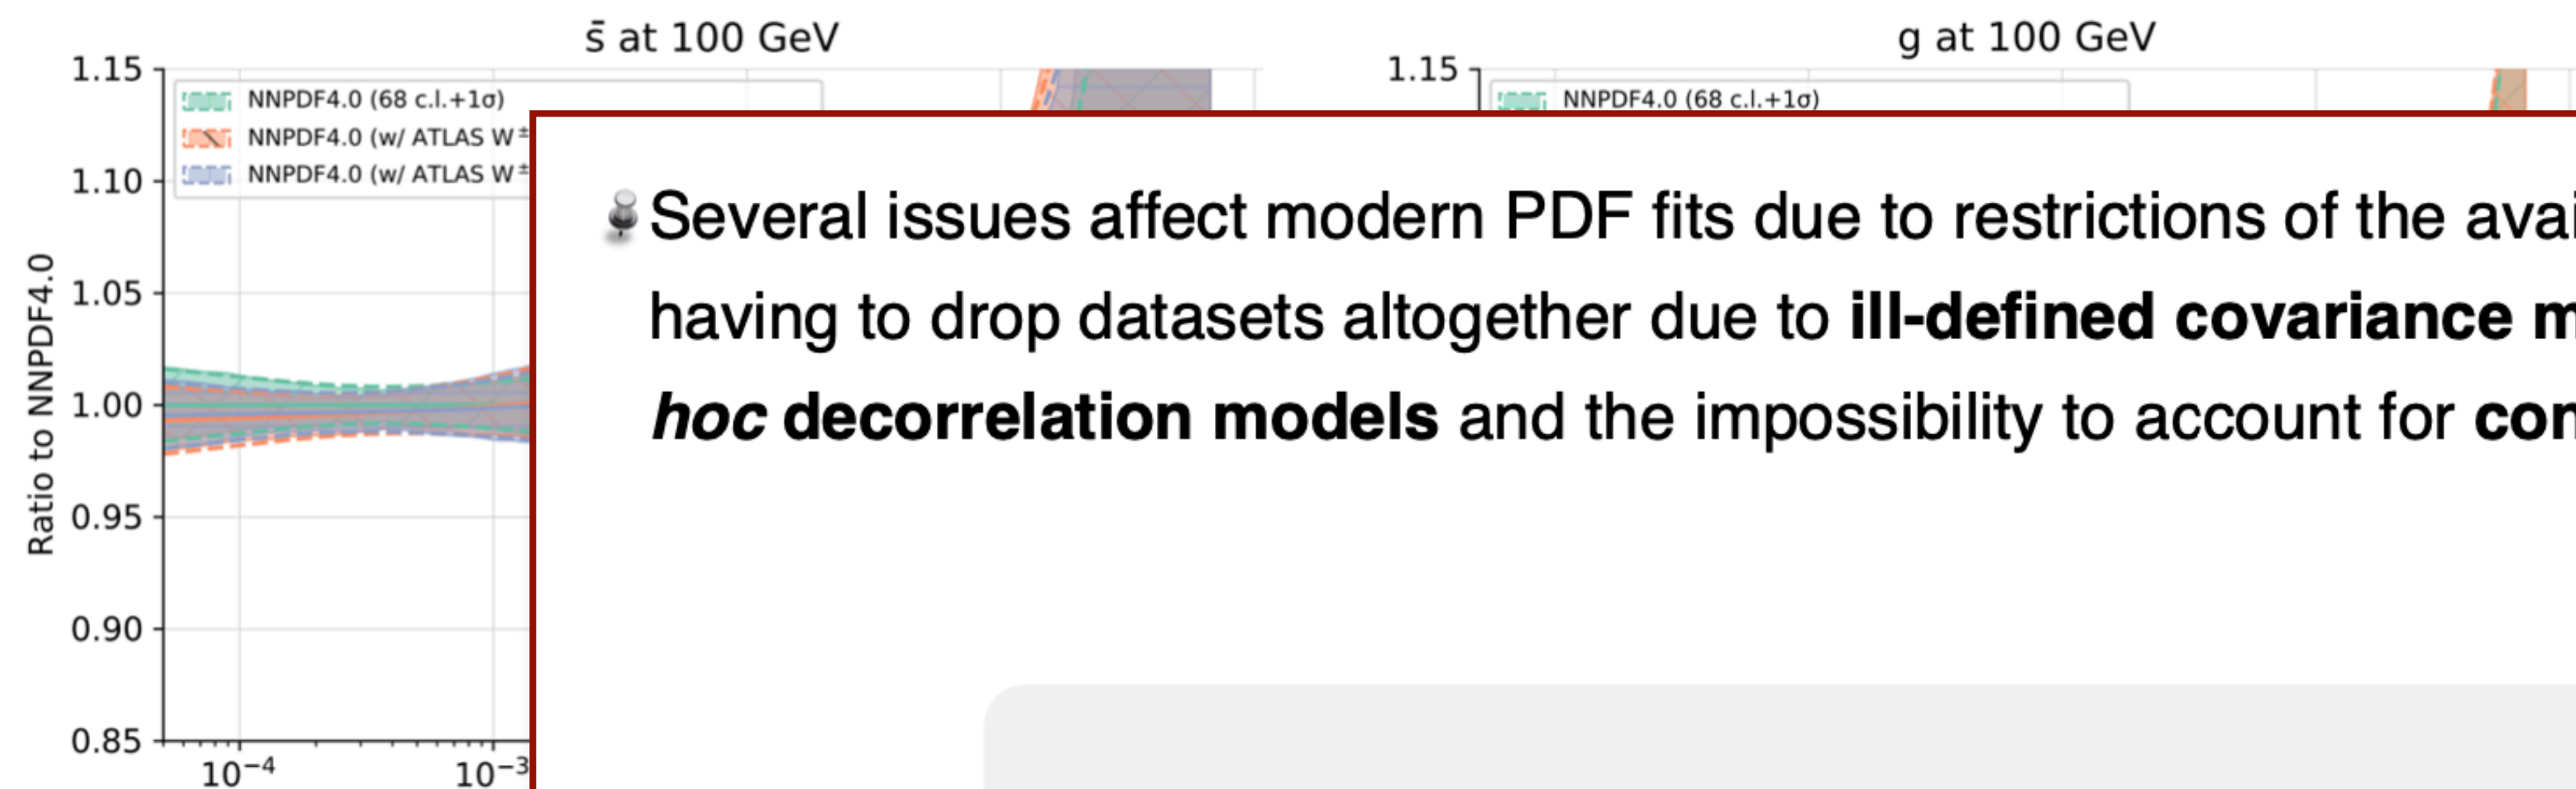 s̄ at 100 GeV
g at 100 GeV
1.15
1.10
1.05
1.00
0.95
0.90
0.85
Ratio to NNPDF4.0
10⁻⁴
10⁻³
NNPDF4.0 (68 c.l.+1σ)
NNPDF4.0 (w/ ATLAS W±
NNPDF4.0 (w/ ATLAS W±
1.15
NNPDF4.0 (68 c.l.+1σ)
Several issues affect modern PDF fits due to restrictions of the
having to drop datasets altogether due to ill-defined covariance
hoc decorrelation models and the impossibility to account for